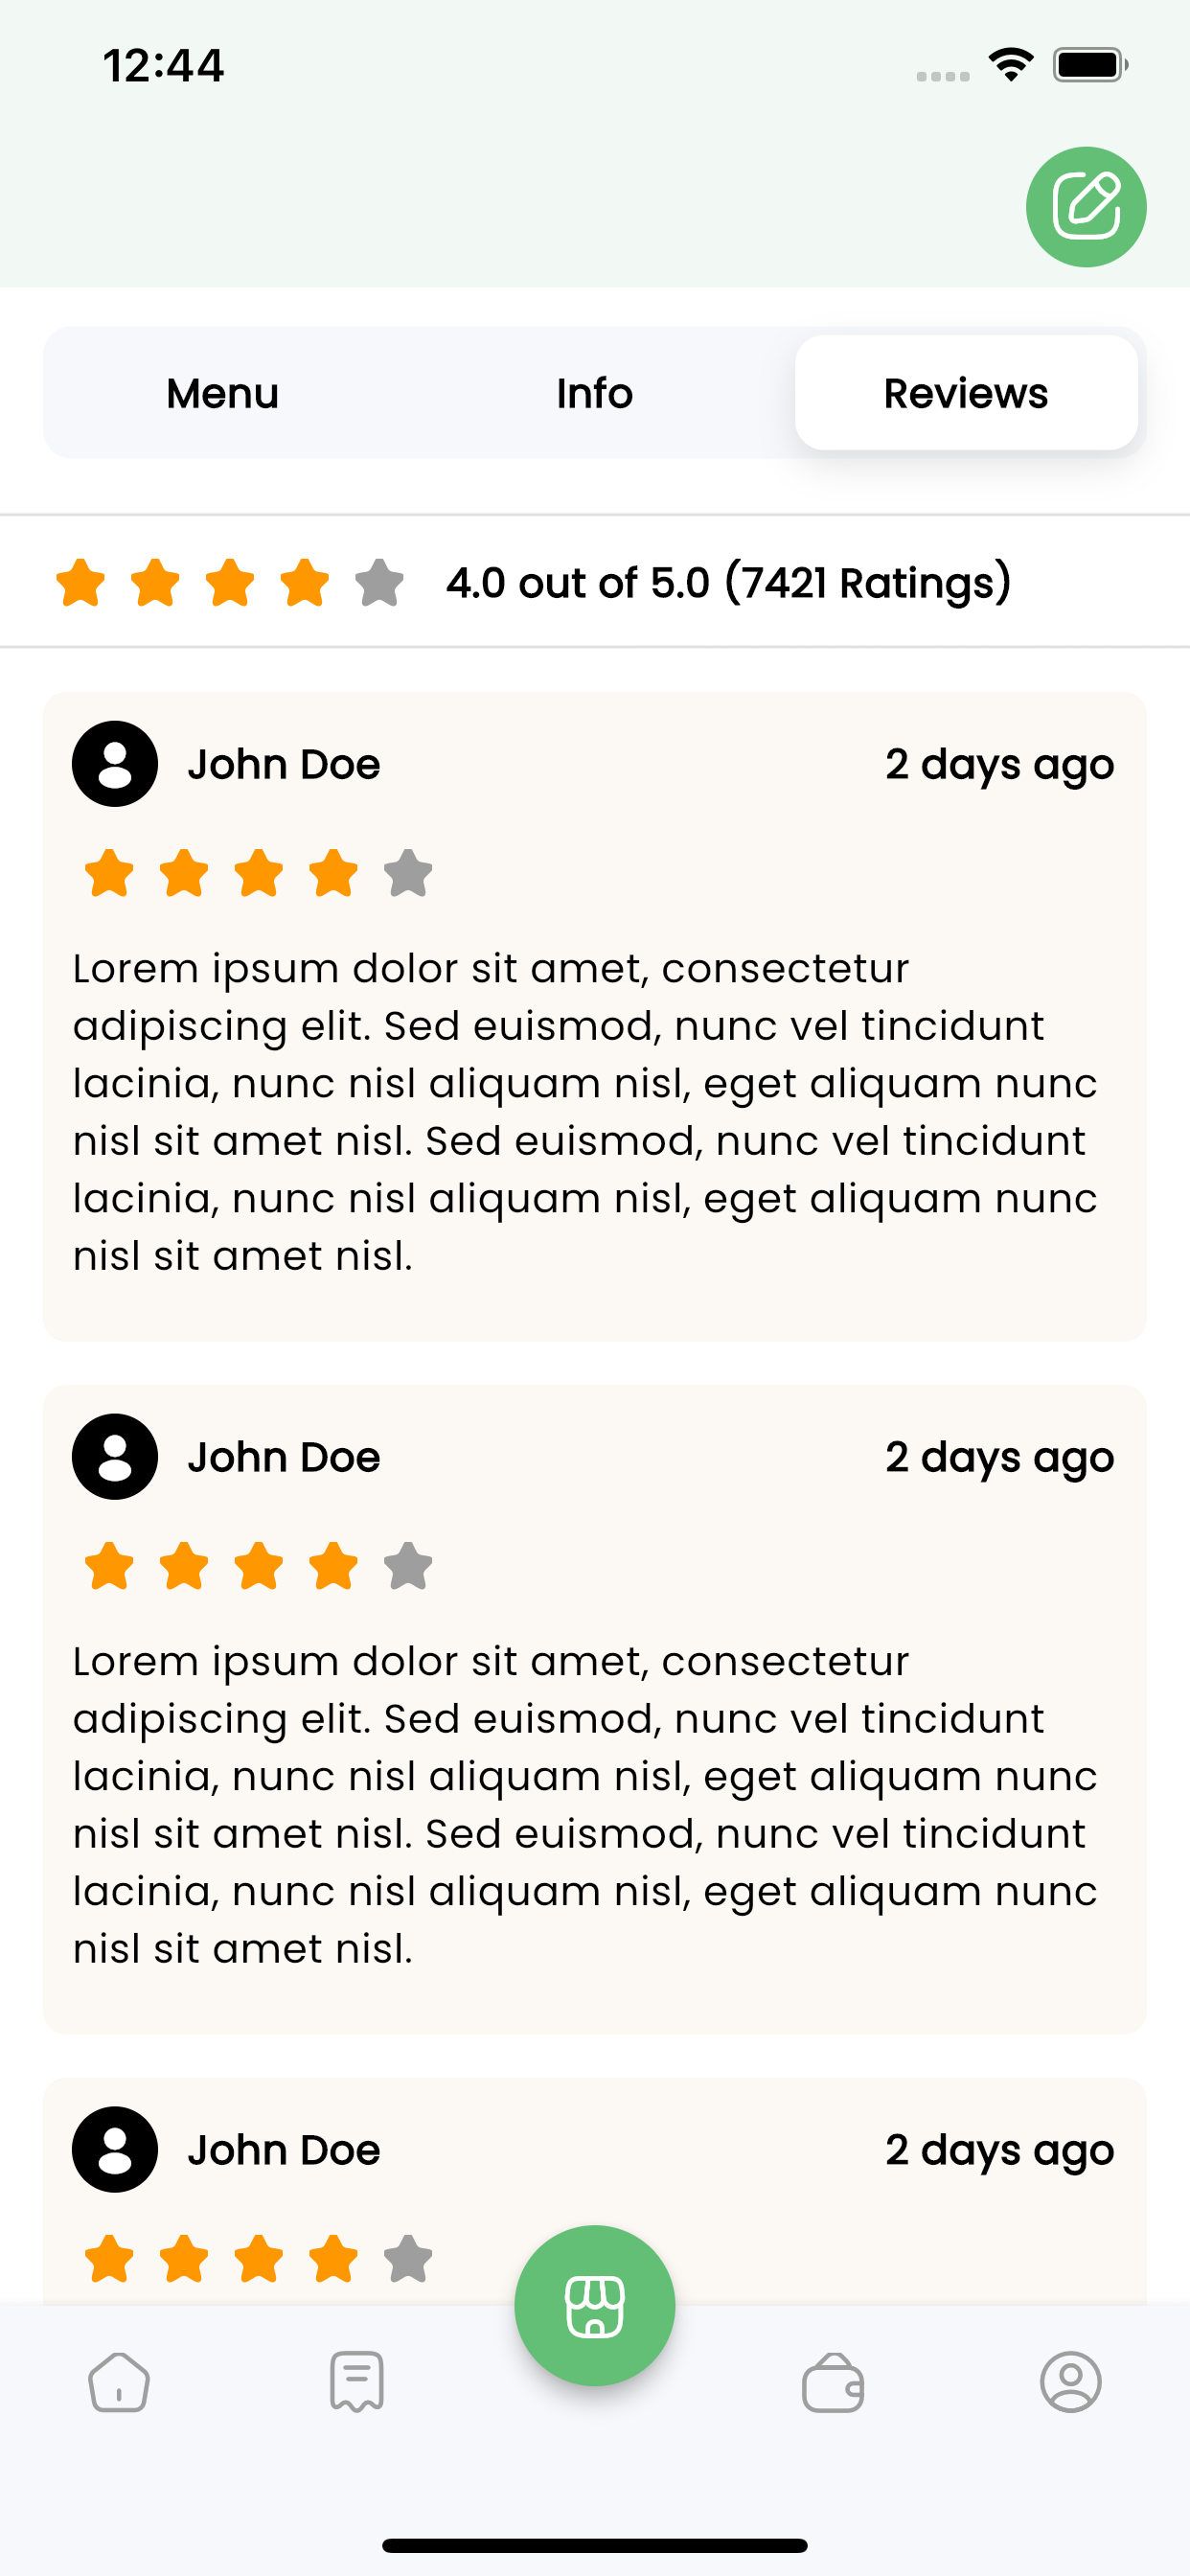 12:44
Menu Info Reviews
4.0 out of 5.0 (7421 Ratings)
John Doe 2 days ago
Lorem ipsum dolor sit amet, consectetur
adipiscing elit. Sed euismod, nunc vel tincidunt
lacinia, nunc nisl aliquam nisl, eget aliquam nunc
nisl sit amet nisl. Sed euismod, nunc vel tincidunt
lacinia, nunc nisl aliquam nisl, eget aliquam nunc
nisl sit amet nisl.
John Doe 2 days ago
Lorem ipsum dolor sit amet, consectetur
adipiscing elit. Sed euismod, nunc vel tincidunt
lacinia, nunc nisl aliquam nisl, eget aliquam nunc
nisl sit amet nisl. Sed euismod, nunc vel tincidunt
lacinia, nunc nisl aliquam nisl, eget aliquam nunc
nisl sit amet nisl.
John Doe 2 days ago